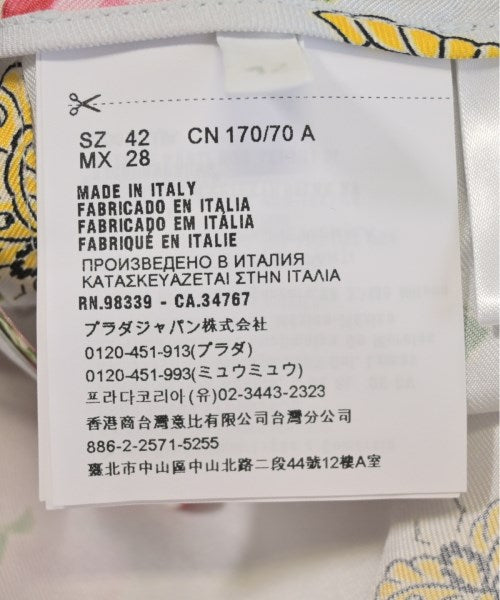 42
SZ 42 CN 170/70 A
MX 28
MADE IN ITALY
FABRICADO EN ITALIA
FABRICADO EM ITÁLIA
FABRIQUÉ EN ITALIE
ПРОИЗВЕДЕНО В ИТАЛИЯ
ΚΑΤΑΣΚΕΥΑΖΕΤΑΙ ΣΤΗΝ ΙΤΑΛΙΑ
RN.98339 - CA.34767
プラダジャパン株式会社
0120-451-913(プラダ)
0120-451-993(ミュウミュウ)
프라다코리아(유)02-3443-2323
香港商台灣意比有限公司台灣分公司
886-2-2571-5255
臺北市中山區中山北路二段44號12樓A室